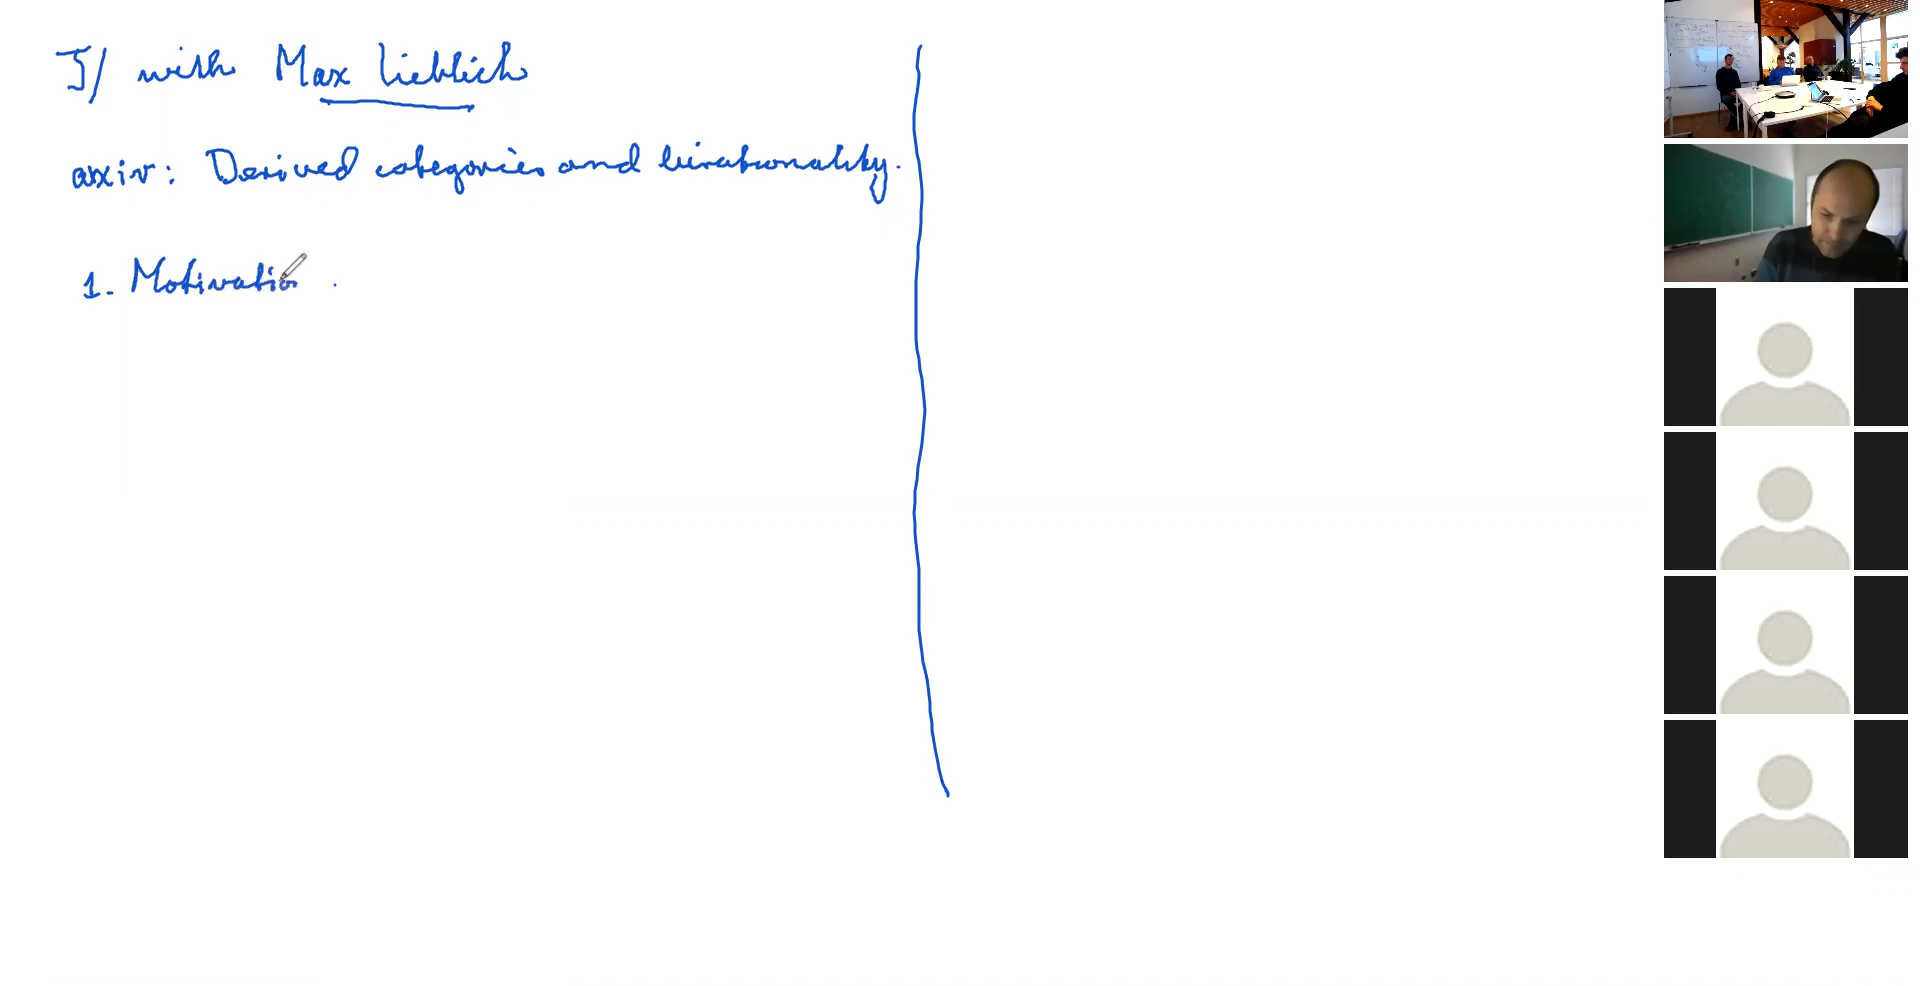 J/ with Max Lieblich
arxiv: Derived categories and birationality.
1. Motivation.